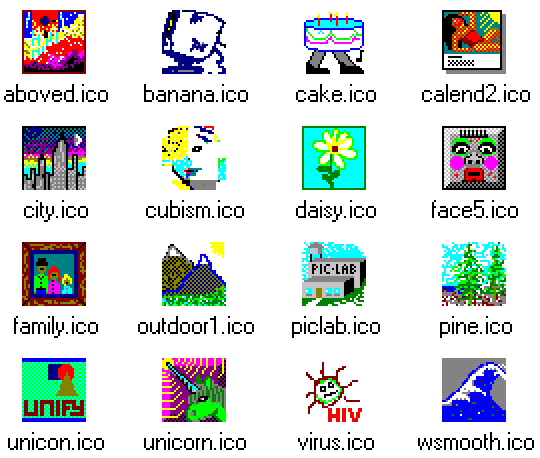 aboved.ico banana.ico cake.ico calend2.ico
city.ico cubism.ico daisy.ico face5.ico
PIC-LAB
family.ico outdoor1.ico piclab.ico pine.ico
UNIFY
HIV
unicon.ico unicorn.ico virus.ico wsmooth.ico